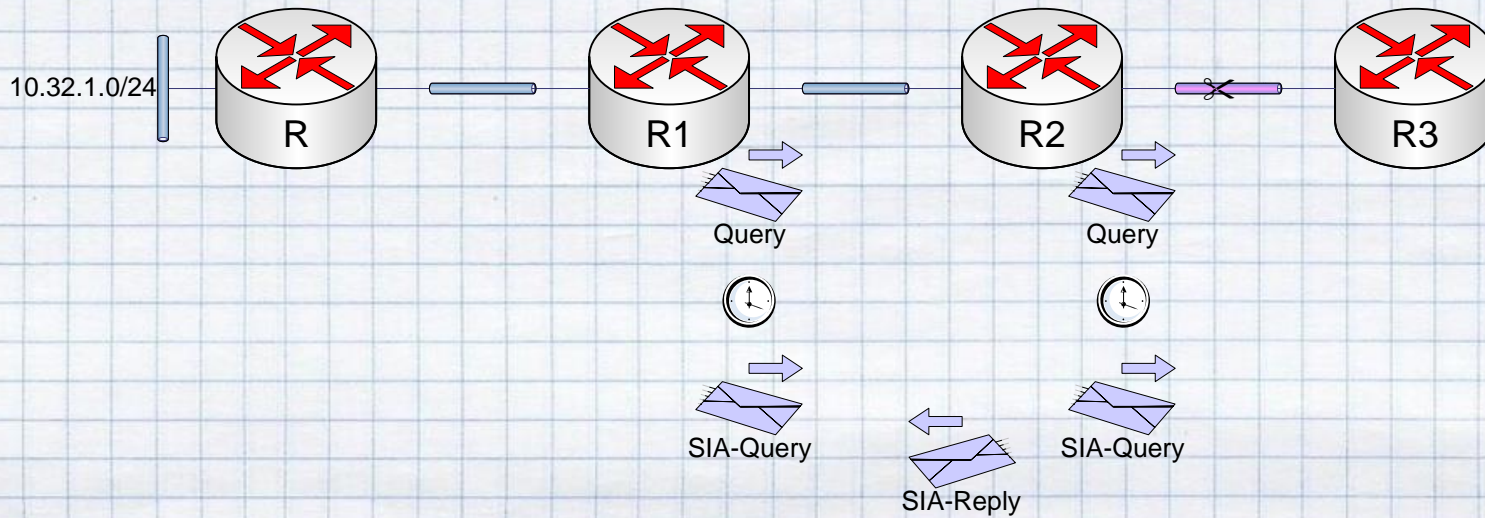 10.32.1.0/24
R
R1
R2
R3
Query
Query
SIA-Query
SIA-Query
SIA-Reply